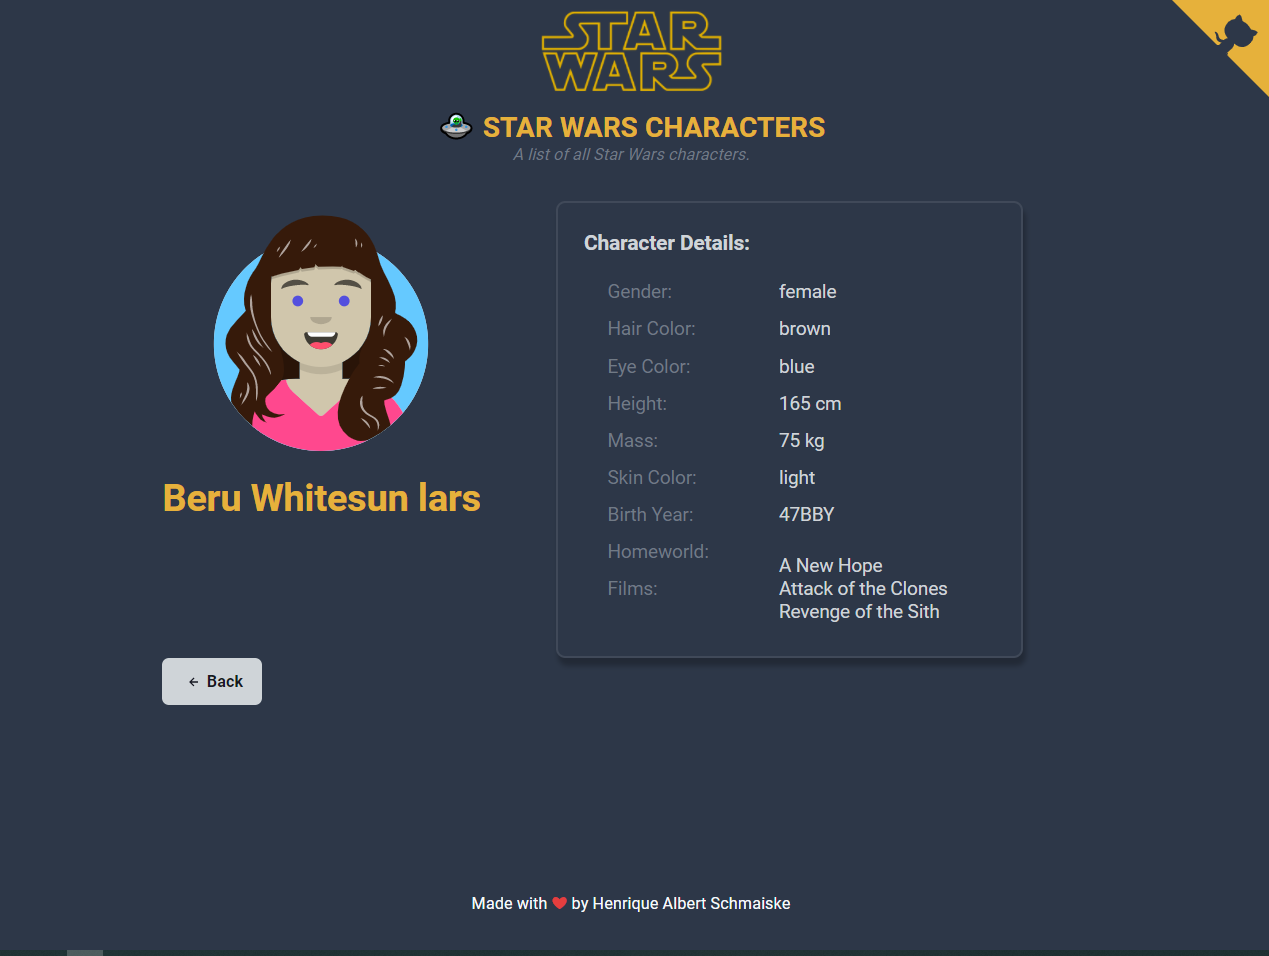 STAR
WARS
STAR WARS CHARACTERS
A list of all Star Wars characters.
Beru Whitesun lars
Character Details:
Gender: female
Hair Color: brown
Eye Color: blue
Height: 165 cm
Mass: 75 kg
Skin Color: light
Birth Year: 47BBY
Homeworld:
Films:
A New Hope
Attack of the Clones
Revenge of the Sith
← Back
Made with ❤ by Henrique Albert Schmaiske